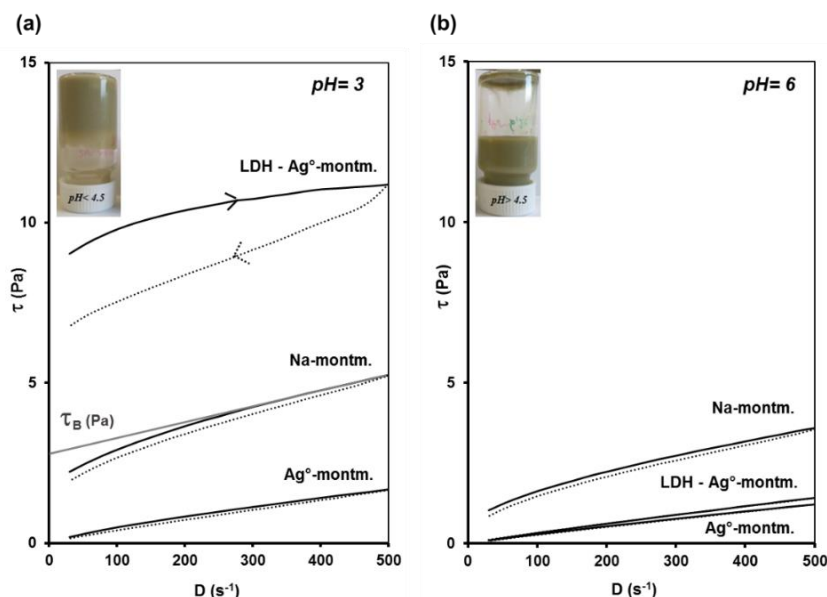 (a)
15
10
5
0
τ (Pa)
pH= 3
pH< 4.5
LDH - Ag°-montm.
Na-montm.
τB (Pa)
Ag°-montm.
0 100 200 300 400 500
D (s-1)
(b)
15
10
5
0
τ (Pa)
pH= 6
pH> 4.5
Na-montm.
LDH - Ag°-montm.
Ag°-montm.
0 100 200 300 400 500
D (s-1)